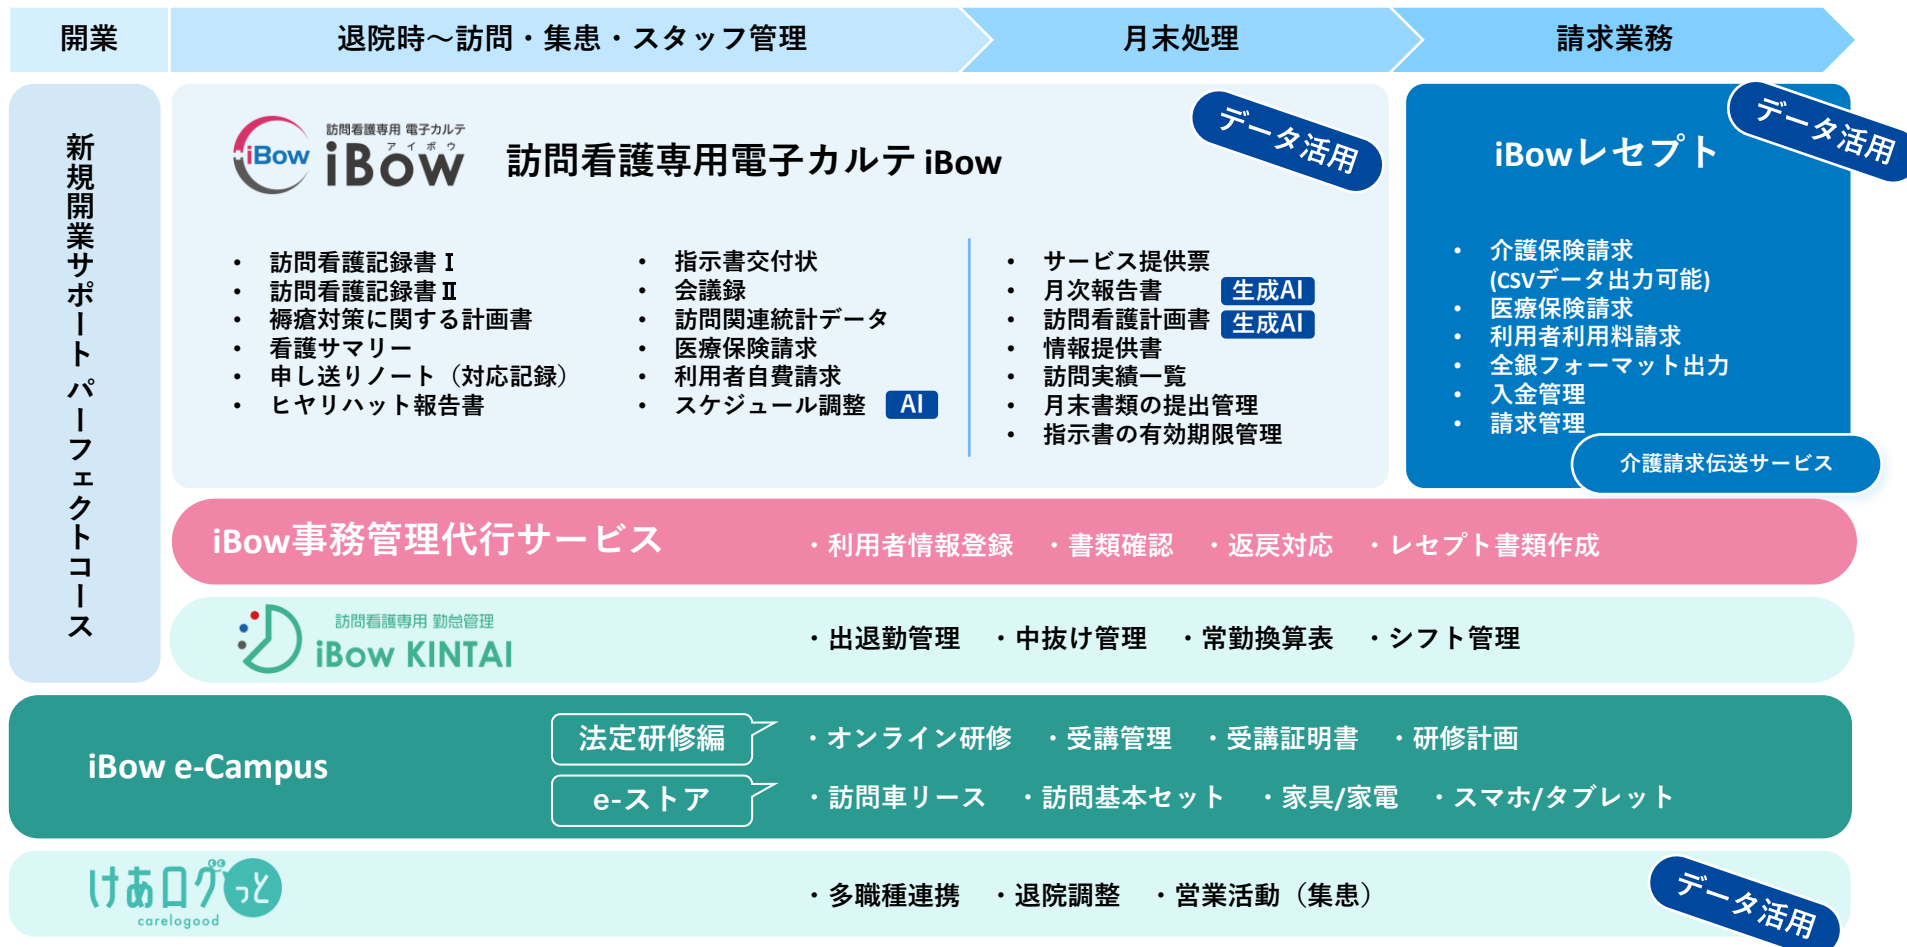 開業
退院時～訪問・集患・スタッフ管理
月末処理
請求業務
新規開業サポート パーフェクトコース
iBow
訪問看護専用 電子カルテ
アイボウ
iBow
訪問看護専用電子カルテ iBow
データ活用
・ 訪問看護記録書Ⅰ
・ 訪問看護記録書Ⅱ
・ 褥瘡対策に関する計画書
・ 看護サマリー
・ 申し送りノート（対応記録）
・ ヒヤリハット報告書
・ 指示書交付状
・ 会議録
・ 訪問関連統計データ
・ 医療保険請求
・ 利用者自費請求
・ スケジュール調整 AI
・ サービス提供票
・ 月次報告書 生成AI
・ 訪問看護計画書 生成AI
・ 情報提供書
・ 訪問実績一覧
・ 月末書類の提出管理
・ 指示書の有効期限管理
iBowレセプト
データ活用
・ 介護保険請求
(CSVデータ出力可能)
・ 医療保険請求
・ 利用者利用料請求
・ 全銀フォーマット出力
・ 入金管理
・ 請求管理
介護請求伝送サービス
iBow事務管理代行サービス
・利用者情報登録 ・書類確認 ・返戻対応 ・レセプト書類作成
訪問看護専用 勤怠管理
iBow KINTAI
・出退勤管理 ・中抜け管理 ・常勤換算表 ・シフト管理
iBow e-Campus
法定研修編
・オンライン研修 ・受講管理 ・受講証明書 ・研修計画
e-ストア
・訪問車リース ・訪問基本セット ・家具/家電 ・スマホ/タブレット
けあログっと
carelogood
・多職種連携 ・退院調整 ・営業活動（集患）
データ活用